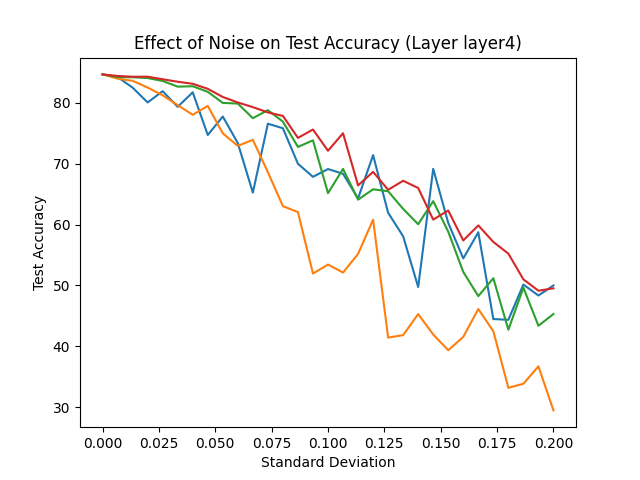 Effect of Noise on Test Accuracy (Layer layer4)
Test Accuracy
80
70
60
50
40
30
0.000 0.025 0.050 0.075 0.100 0.125 0.150 0.175 0.200
Standard Deviation